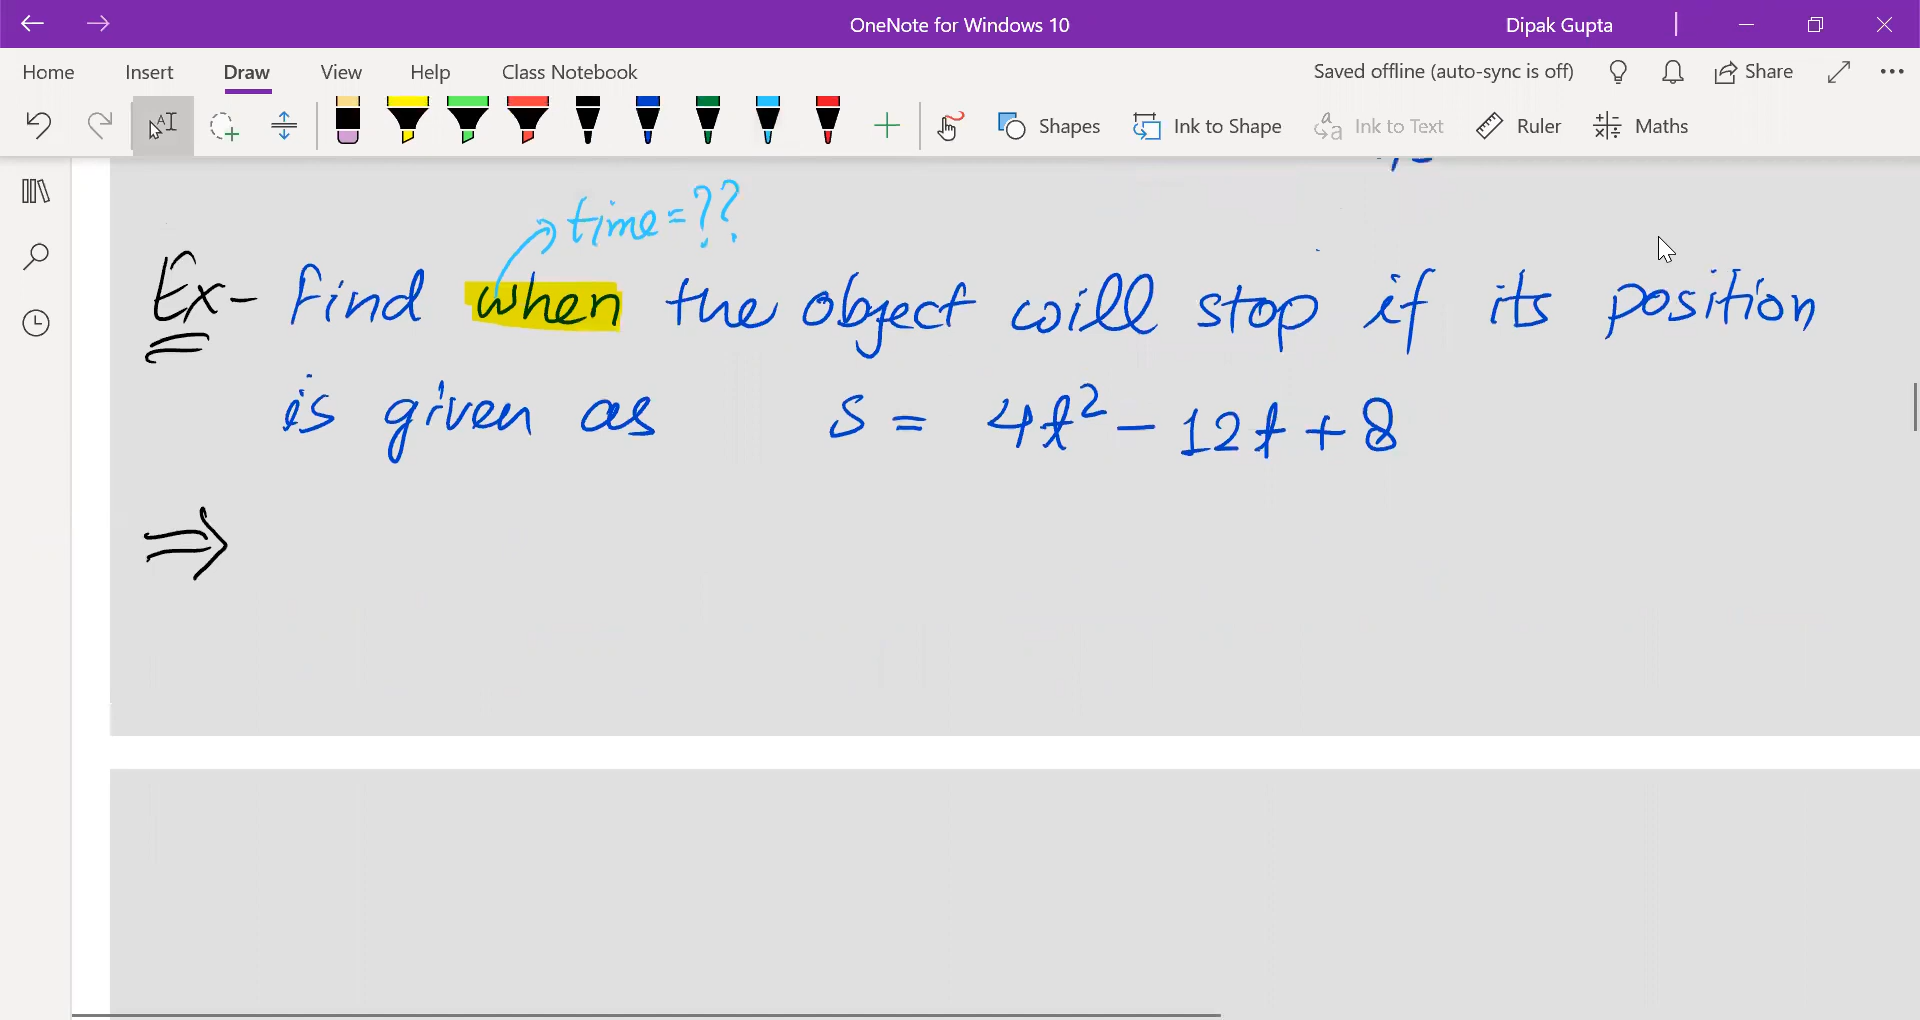 OneNote for Windows 10
Dipak Gupta
Home Insert Draw View Help Class Notebook
Saved offline (auto-sync is off) Share
Shapes Ink to Shape Ink to Text Ruler Maths
time = ??
Ex- Find when the object will stop if its position
is given as s = 4t² - 12t + 8
⇒